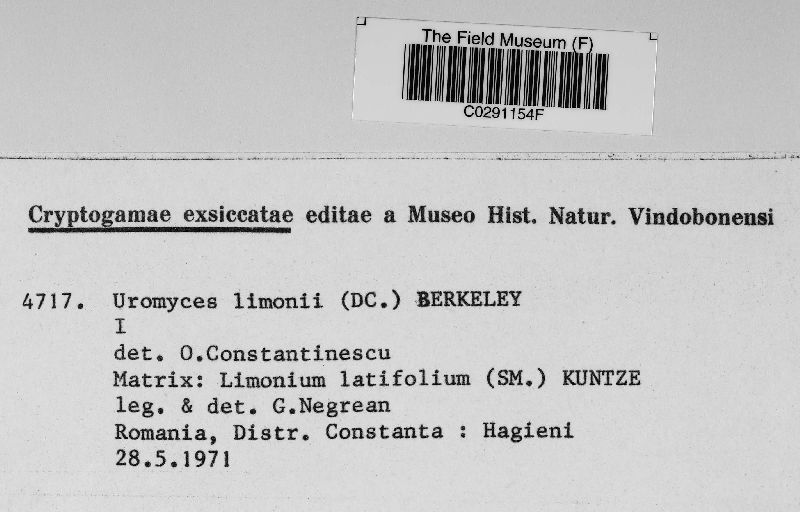 The Field Museum (F)
C0291154F
Cryptogamae exsiccatae editae a Museo Hist. Natur. Vindobonensi
4717. Uromyces limonii (DC.) BERKELEY
I
det. O.Constantinescu
Matrix: Limonium latifolium (SM.) KUNTZE
leg. & det. G.Negrean
Romania, Distr. Constanta : Hagieni
28.5.1971